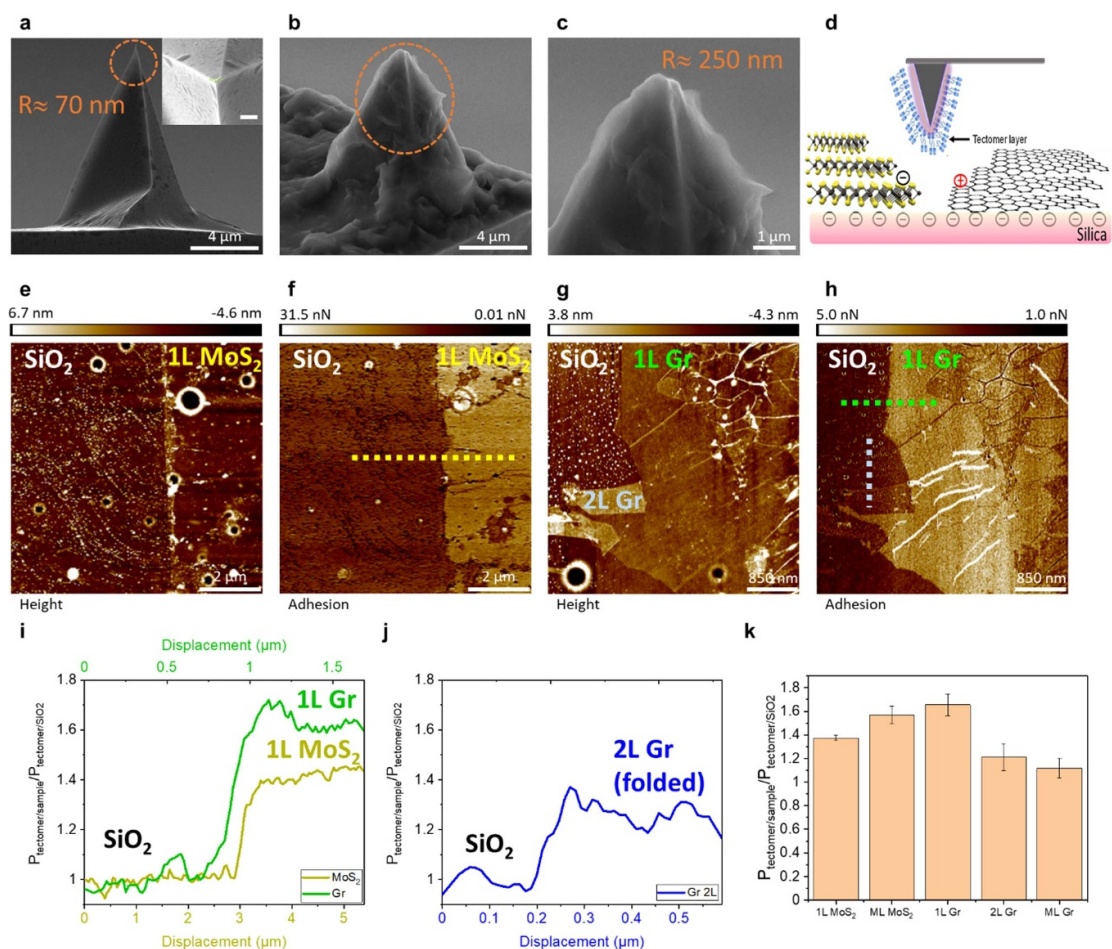 a
b
c
d
R≈ 70 nm
4 µm
4 µm
R≈ 250 nm
1 µm
Tectomer layer
Silica
e
f
g
h
6.7 nm -4.6 nm
31.5 nN 0.01 nN
3.8 nm -4.3 nm
5.0 nN 1.0 nN
SiO2 1L MoS2
SiO2 1L MoS2
SiO2 1L Gr
SiO2 1L Gr
2L Gr
2 µm
2 µm
850 nm
850 nm
Height
Adhesion
Height
Adhesion
i
Displacement (µm)
0 0.5 1 1.5
1.8
1.6
1.4
1.2
1.0
Ptectomer/sample/Ptectomer/SiO2
1L Gr
1L MoS2
SiO2
MoS2
Gr
0 1 2 3 4 5
Displacement (µm)
j
1.8
1.6
1.4
1.2
1.0
Ptectomer/sample/Ptectomer/SiO2
2L Gr
(folded)
SiO2
Gr 2L
0 0.1 0.2 0.3 0.4 0.5
Displacement (µm)
k
1.8
1.6
1.4
1.2
1
0.8
0.6
0.4
0.2
0
Ptectomer/sample/Ptectomer/SiO2
1L MoS2 ML MoS2 1L Gr 2L Gr ML Gr